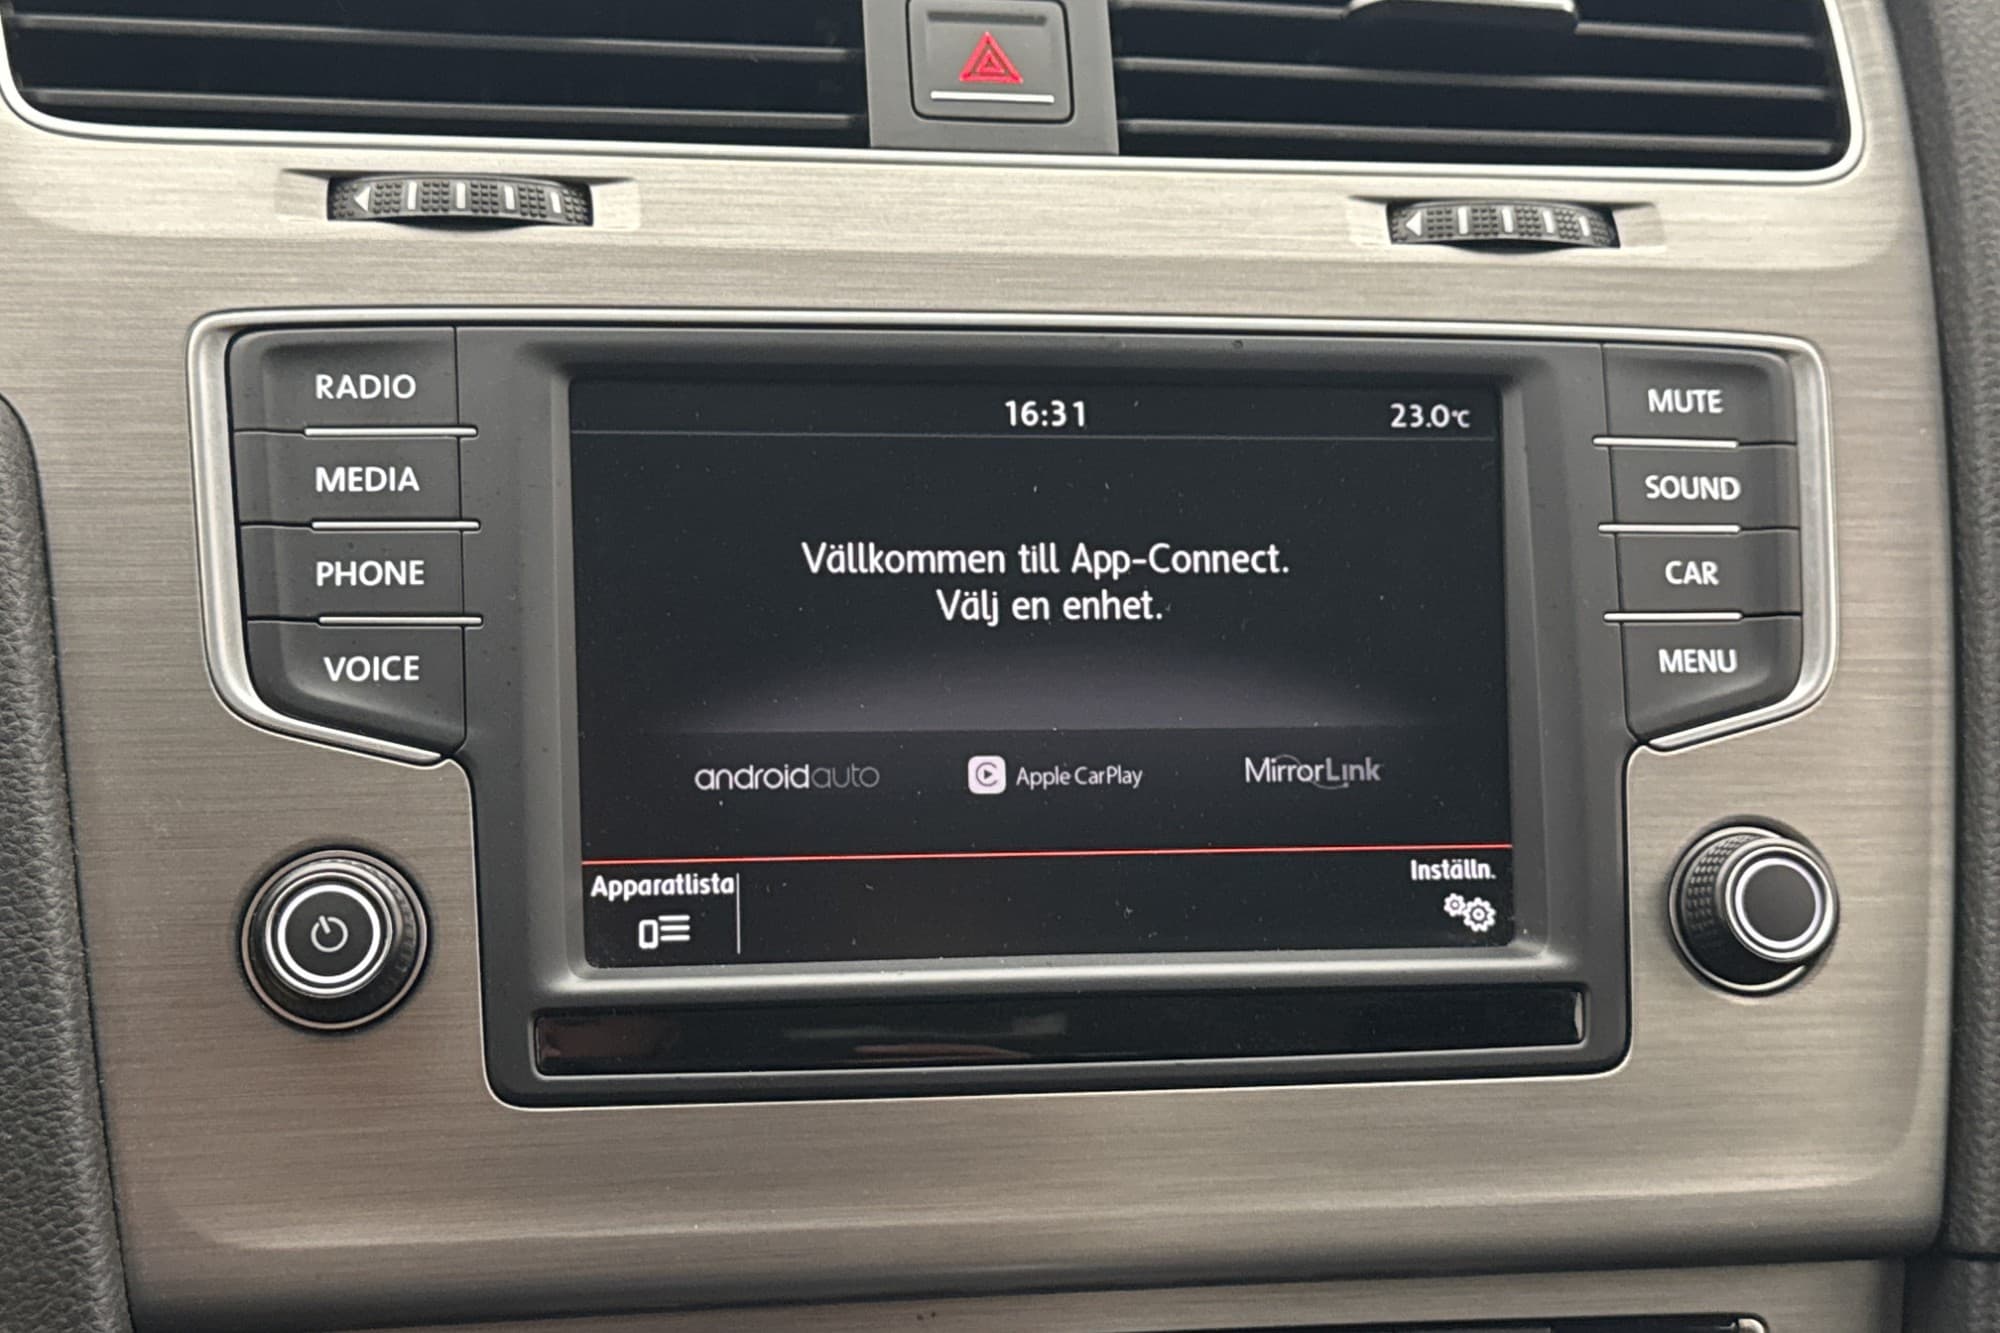 RADIO
MEDIA
PHONE
VOICE
16:31
23.0°C
Vällkommen till App-Connect.
Välj en enhet.
androidauto
Apple CarPlay
MirrorLink
Apparatlista
Inställn.
MUTE
SOUND
CAR
MENU